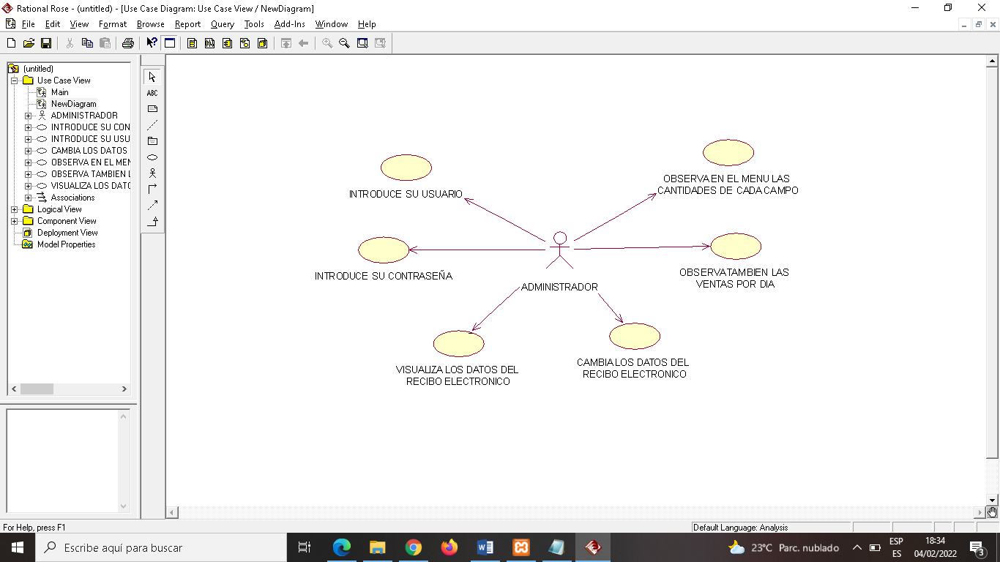 Rational Rose - (untitled) - [Use Case Diagram: Use Case View / NewDiagram]
File Edit View Format Browse Report Query Tools Add-Ins Window Help
(untitled)
Use Case View
Main
NewDiagram
ADMINISTRADOR
INTRODUCE SU CON
INTRODUCE SU USU
CAMBIA LOS DATOS
OBSERVA EN EL MEN
OBSERVA TAMBIEN L
VISUALIZA LOS DATO
Associations
Logical View
Component View
Deployment View
Model Properties
ABC
INTRODUCE SU USUARIO
OBSERVA EN EL MENU LAS
CANTIDADES DE CADA CAMPO
INTRODUCE SU CONTRASEÑA
ADMINISTRADOR
OBSERVA TAMBIEN LAS
VENTAS POR DIA
VISUALIZA LOS DATOS DEL
RECIBO ELECTRONICO
CAMBIA LOS DATOS DEL
RECIBO ELECTRONICO
For Help, press F1
Default Language: Analysis
Escribe aquí para buscar
23°C Parc. nublado
ESP
ES
18:34
04/02/2022
3